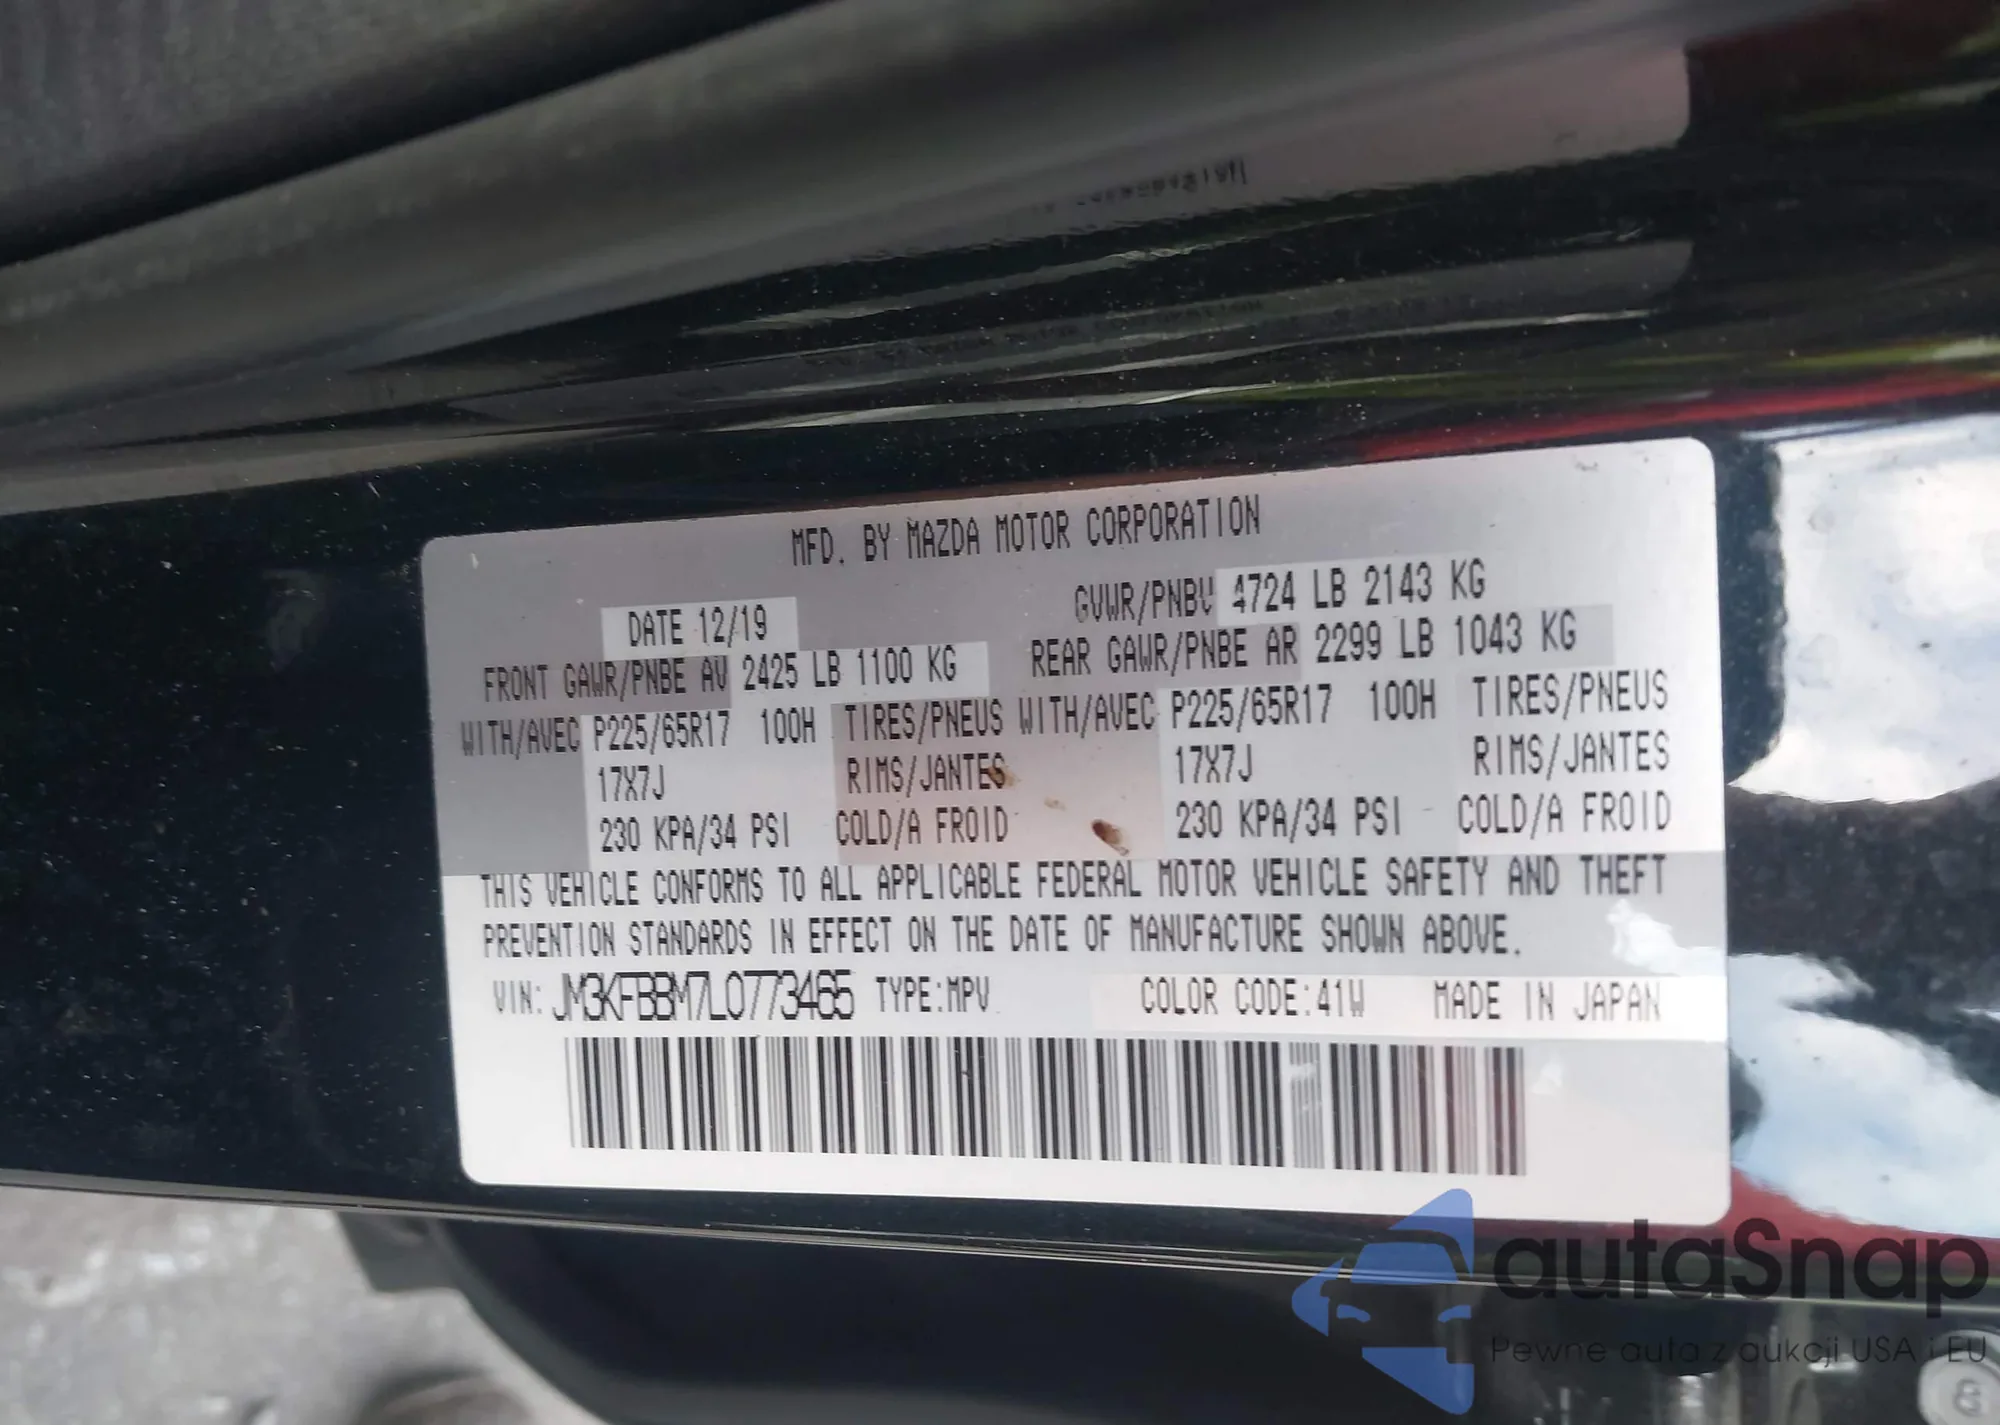 MFD. BY MAZDA MOTOR CORPORATION
DATE 12/19 GVWR/PNBV 4724 LB 2143 KG
FRONT GAWR/PNBE AV 2425 LB 1100 KG REAR GAWR/PNBE AR 2299 LB 1043 KG
WITH/AVEC P225/65R17 100H TIRES/PNEUS WITH/AVEC P225/65R17 100H TIRES/PNEUS
17X7J RIMS/JANTES 17X7J RIMS/JANTES
230 KPA/34 PSI COLD/A FROID 230 KPA/34 PSI COLD/A FROID
THIS VEHICLE CONFORMS TO ALL APPLICABLE FEDERAL MOTOR VEHICLE SAFETY AND THEFT
PREVENTION STANDARDS IN EFFECT ON THE DATE OF MANUFACTURE SHOWN ABOVE.
VIN: JM3KFBBM7L0773465 TYPE:MPV COLOR CODE:41W MADE IN JAPAN
autaSnap
Pewne auta z aukcji USA i EU
8